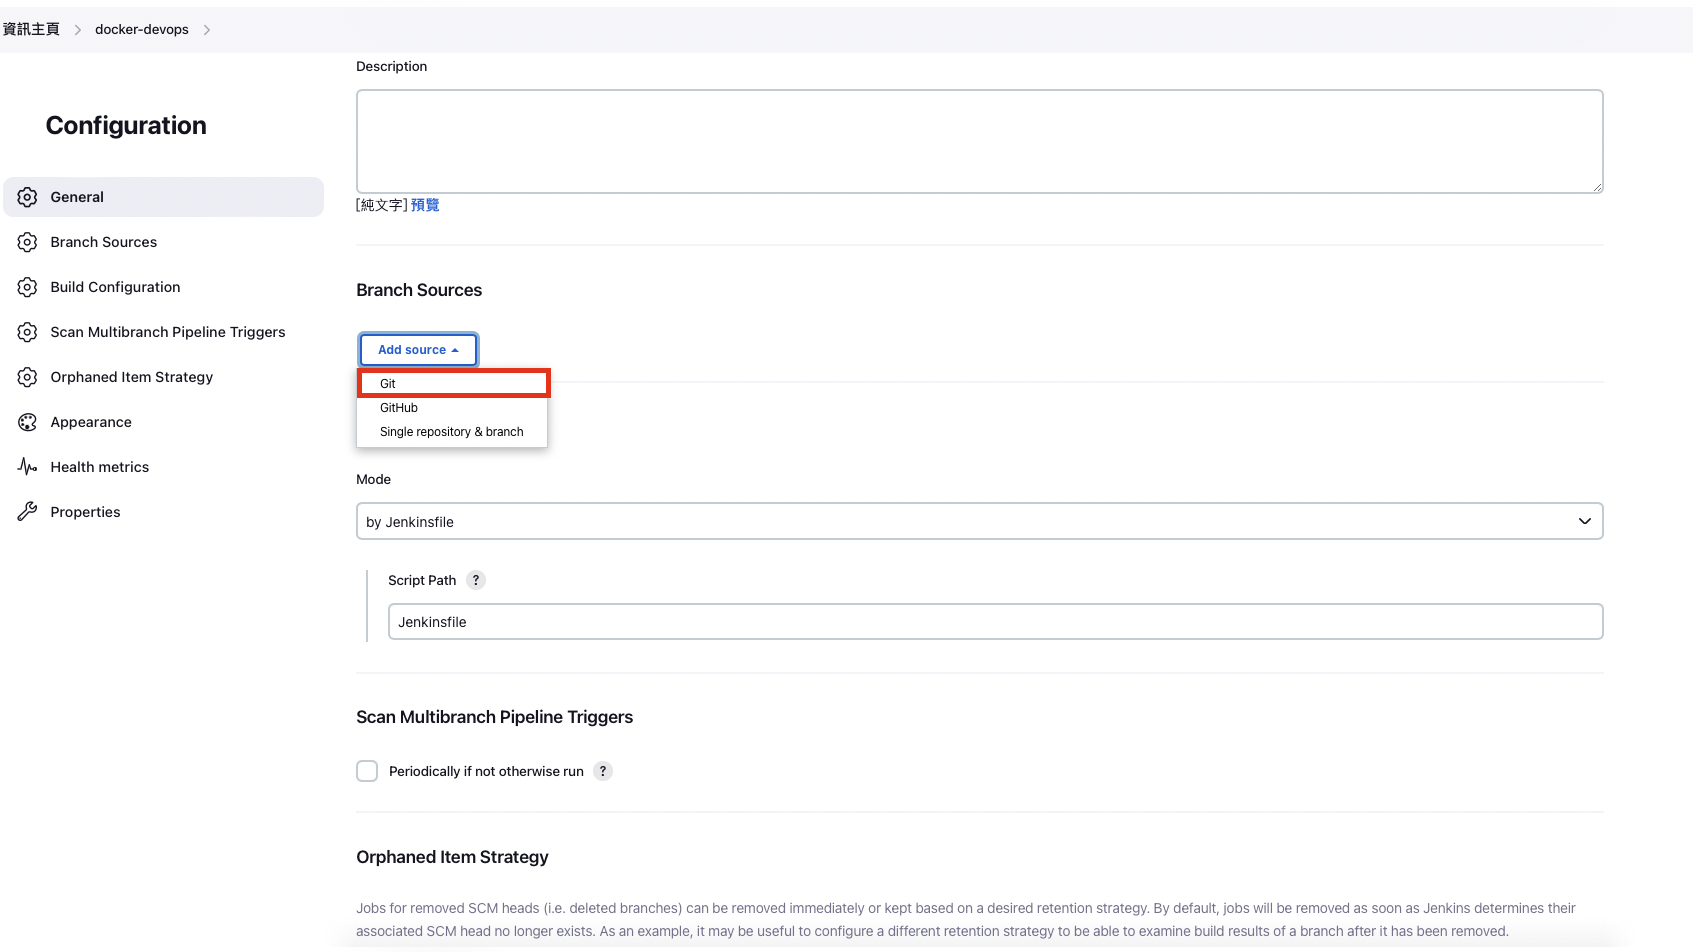 資訊主頁 docker-devops
Configuration
General
Branch Sources
Build Configuration
Scan Multibranch Pipeline Triggers
Orphaned Item Strategy
Appearance
Health metrics
Properties
Description
[純文字] 預覽
Branch Sources
Add source
Git
GitHub
Single repository & branch
Mode
by Jenkinsfile
Script Path ?
Jenkinsfile
Scan Multibranch Pipeline Triggers
Periodically if not otherwise run ?
Orphaned Item Strategy
Jobs for removed SCM heads (i.e. deleted branches) can be removed immediately or kept based on a desired retention strategy. By default, jobs will be removed as soon as Jenkins determines their
associated SCM head no longer exists. As an example, it may be useful to configure a different retention strategy to be able to examine build results of a branch after it has been removed.